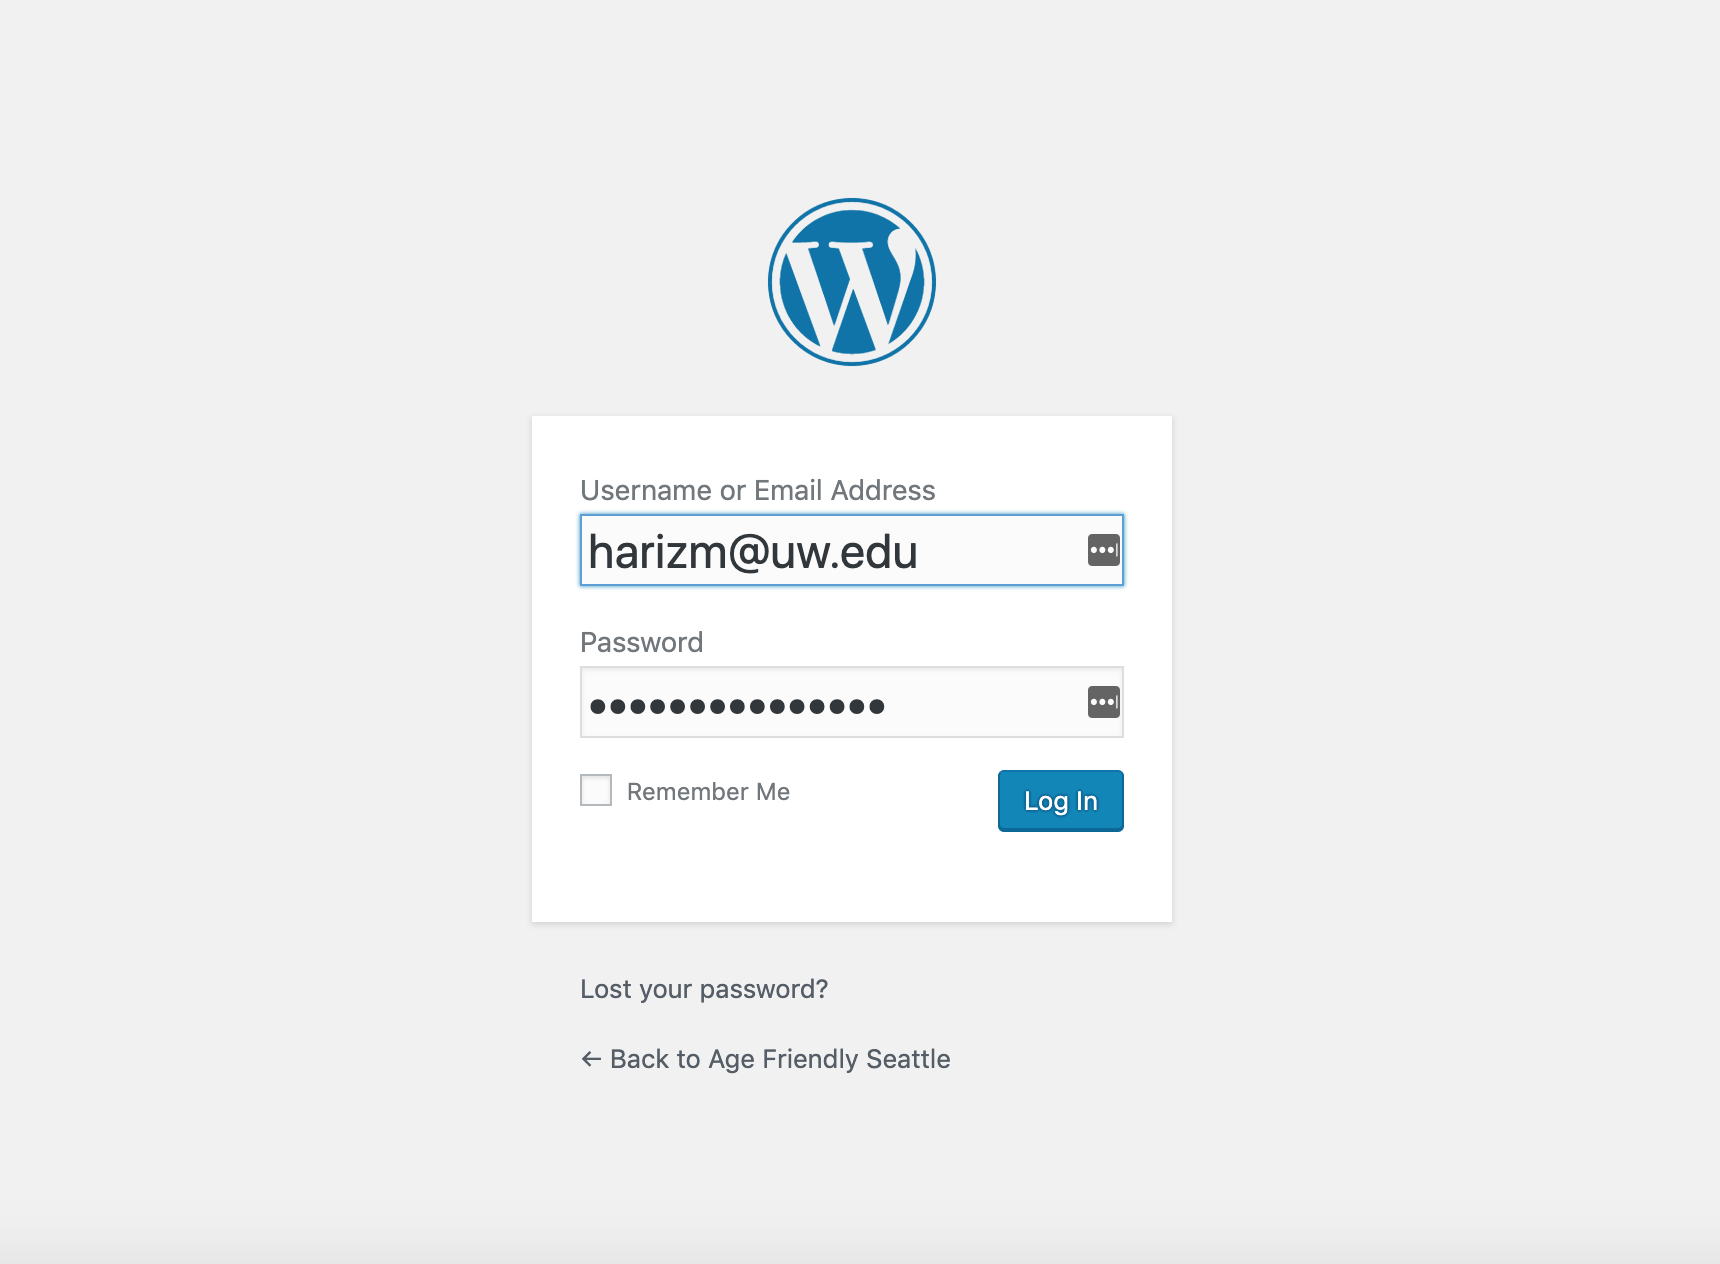 Username or Email Address
harizm@uw.edu
Password
●●●●●●●●●●●●●●●
Remember Me
Log In
Lost your password?
← Back to Age Friendly Seattle